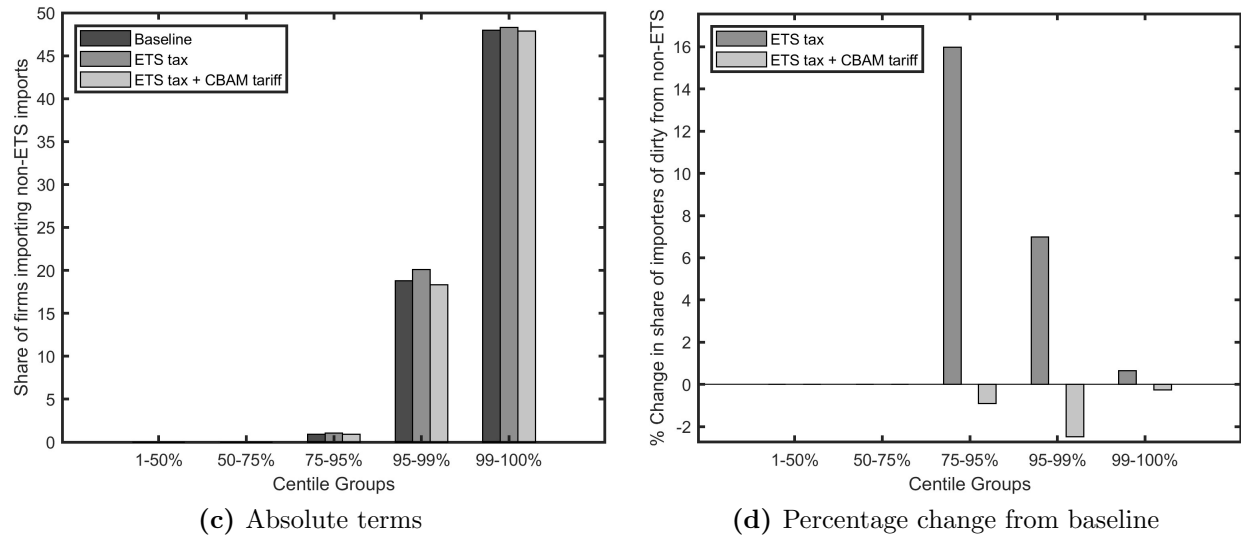 Share of firms importing non-ETS imports
50
45
40
35
30
25
20
15
10
5
0
Baseline
ETS tax
ETS tax + CBAM tariff
1-50%
50-75%
75-95%
95-99%
99-100%
Centile Groups
(c) Absolute terms
% Change in share of importers of dirty from non-ETS
16
14
12
10
8
6
4
2
0
-2
ETS tax
ETS tax + CBAM tariff
1-50%
50-75%
75-95%
95-99%
99-100%
Centile Groups
(d) Percentage change from baseline